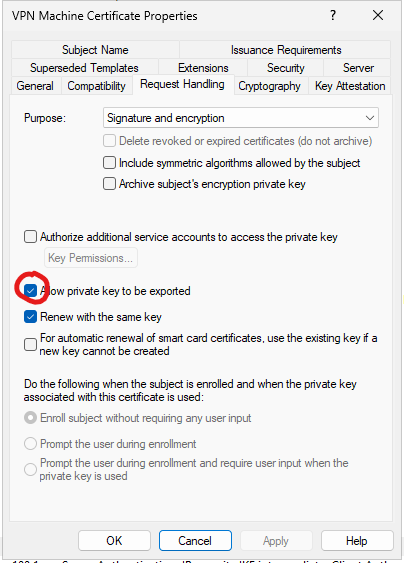 VPN Machine Certificate Properties
?
Subject Name Issuance Requirements
Superseded Templates Extensions Security Server
General Compatibility Request Handling Cryptography Key Attestation
Purpose: Signature and encryption
Delete revoked or expired certificates (do not archive)
Include symmetric algorithms allowed by the subject
Archive subject's encryption private key
Authorize additional service accounts to access the private key
Key Permissions...
Allow private key to be exported
Renew with the same key
For automatic renewal of smart card certificates, use the existing key if a
new key cannot be created
Do the following when the subject is enrolled and when the private key
associated with this certificate is used:
Enroll subject without requiring any user input
Prompt the user during enrollment
Prompt the user during enrollment and require user input when the
private key is used
OK Cancel Apply Help